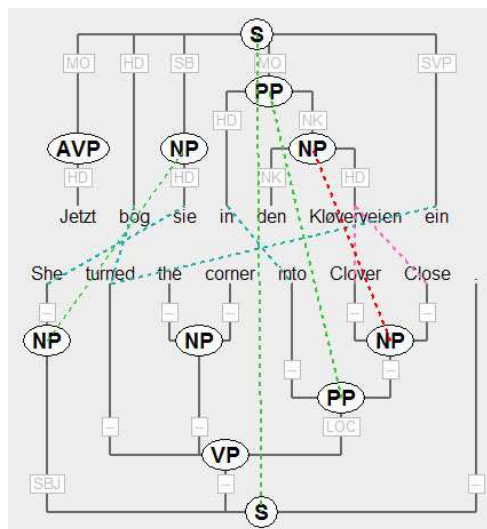 S
MO HD SB MO SVP
PP
HD NK
AVP NP NP
HD HD NK HD
Jetzt bog sie in den Kløverveien ein
She turned the corner into Clover Close .
-- -- -- -- --
NP NP NP
-- --
PP
-- -- LOC
VP
SBJ -- --
S